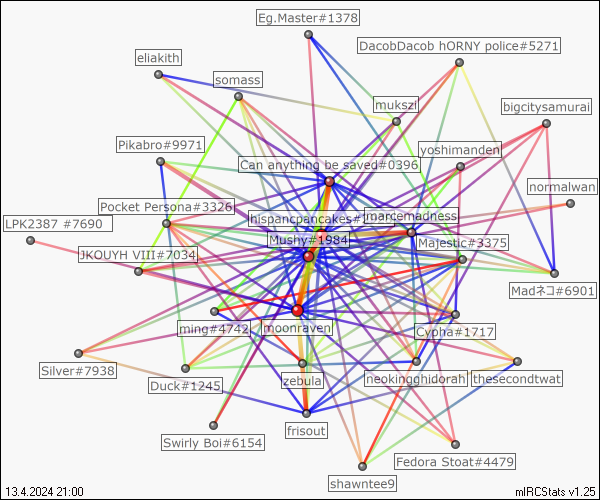 Eg.Master#1378
DacobDacob hORNY police#5271
eliakith
somass
mukszi
bigcitysamurai
Pikabro#9971
yoshimanden
Can anything be saved#0396
normalwan
Pocket Persona#3326
hispancpancakes#
marcemadness
LPK2387 #7690
Mushy#1984
Majestic#3375
JKOUYH VIII#7034
Madネコ#6901
ming#4742
moonraven
Cypha#1717
Silver#7938
Duck#1245
zebula
neokingghidorah
thesecondtwat
frisout
Swirly Boi#6154
Fedora Stoat#4479
shawntee9
13.4.2024 21:00
mIRCStats v1.25